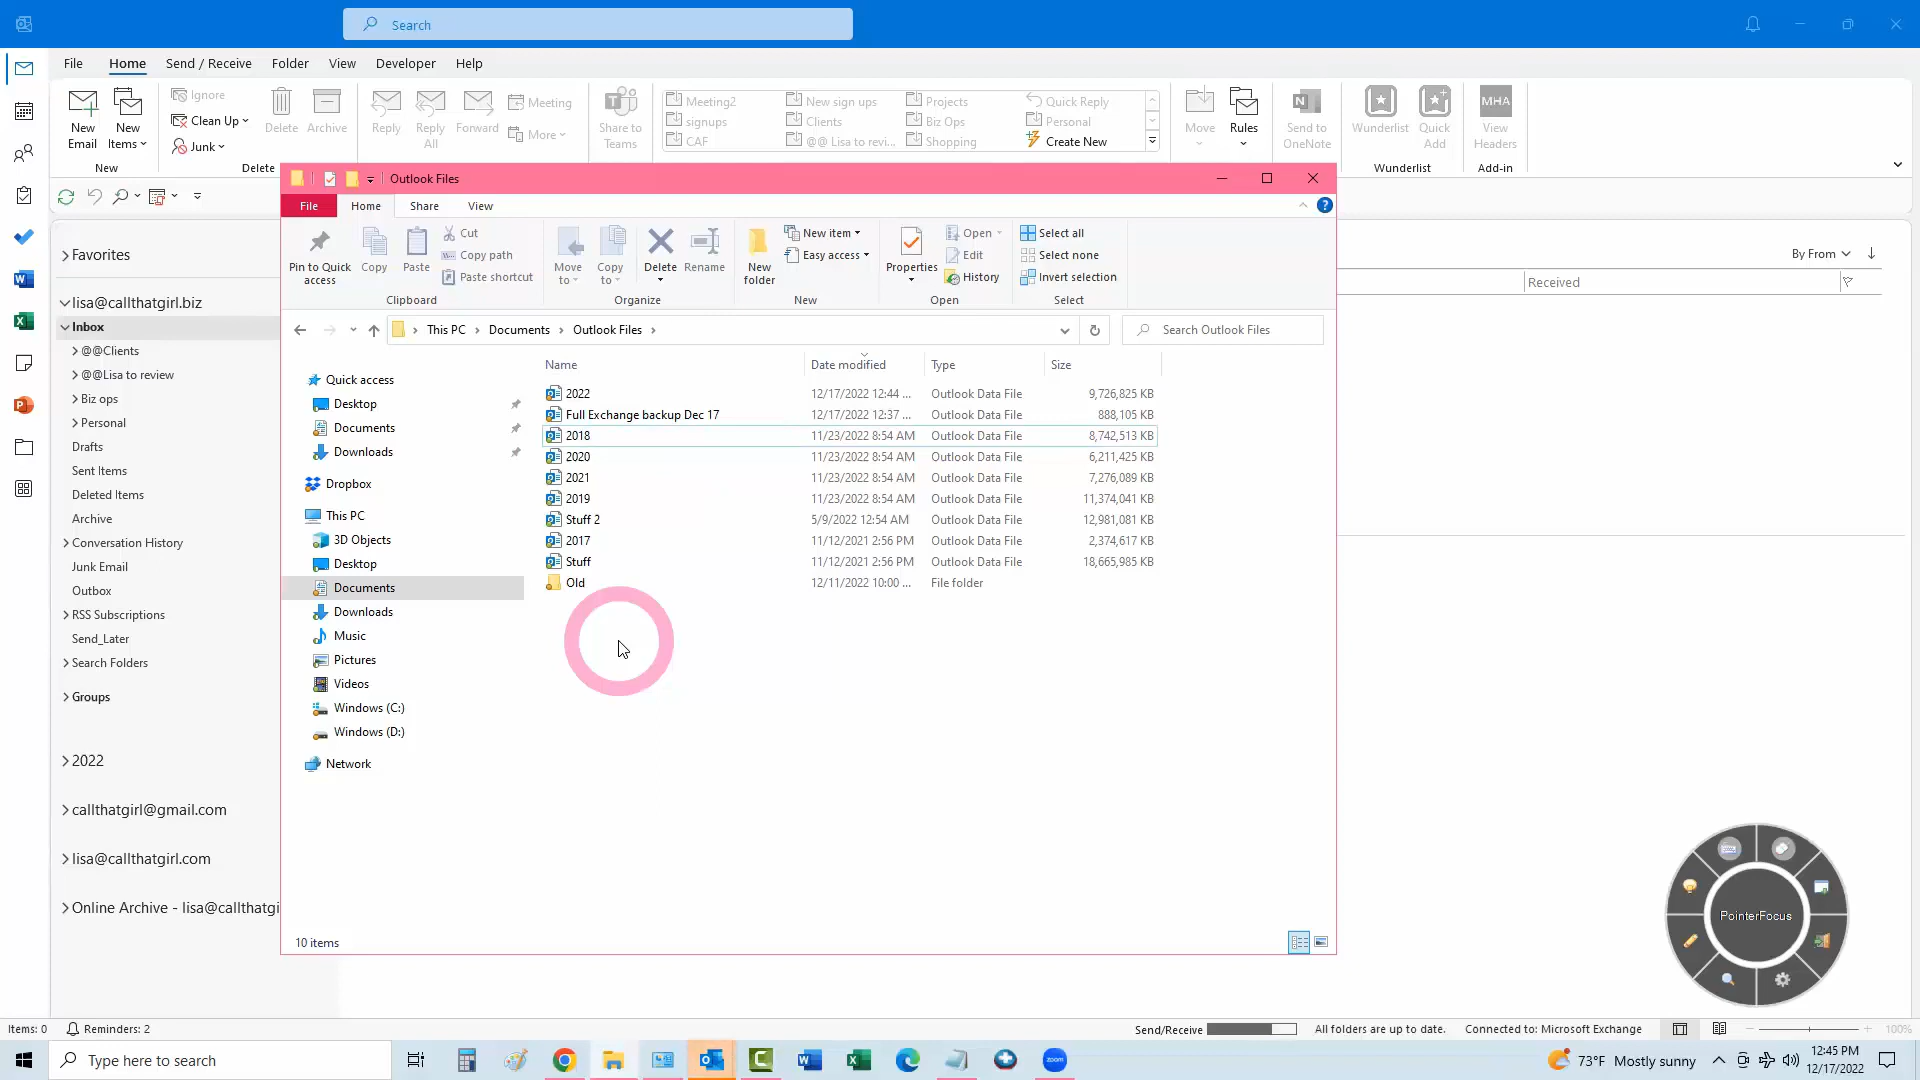 Search
File Home Send / Receive Folder View Developer Help
New Email
New Items
New
Ignore
Clean Up
Junk
Delete
Archive
Delete
Reply
Reply All
Forward
Meeting
More
Share to Teams
Meeting2
signups
CAF
New sign ups
Clients
@@ Lisa to revi...
Projects
Biz Ops
Shopping
Quick Reply
Personal
Create New
Move
Rules
Send to OneNote
Wunderlist
Quick Add
Wunderlist
MHA
View Headers
Add-in
Favorites
lisa@callthatgirl.biz
Inbox
@@Clients
@@Lisa to review
Biz ops
Personal
Drafts
Sent Items
Deleted Items
Archive
Conversation History
Junk Email
Outbox
RSS Subscriptions
Send_Later
Search Folders
Groups
2022
callthatgirl@gmail.com
lisa@callthatgirl.com
Online Archive - lisa@callthatgi
By From
Received
Outlook Files
File Home Share View
Pin to Quick access
Copy
Paste
Cut
Copy path
Paste shortcut
Clipboard
Move to
Copy to
Delete
Rename
Organize
New folder
New item
Easy access
New
Properties
Open
Edit
History
Open
Select all
Select none
Invert selection
Select
This PC Documents Outlook Files
Search Outlook Files
Quick access
Desktop
Documents
Downloads
Dropbox
This PC
3D Objects
Desktop
Documents
Downloads
Music
Pictures
Videos
Windows (C:)
Windows (D:)
Network
Name Date modified Type Size
2022 12/17/2022 12:44 ... Outlook Data File 9,726,825 KB
Full Exchange backup Dec 17 12/17/2022 12:37 ... Outlook Data File 888,105 KB
2018 11/23/2022 8:54 AM Outlook Data File 8,742,513 KB
2020 11/23/2022 8:54 AM Outlook Data File 6,211,425 KB
2021 11/23/2022 8:54 AM Outlook Data File 7,276,089 KB
2019 11/23/2022 8:54 AM Outlook Data File 11,374,041 KB
Stuff 2 5/9/2022 12:54 AM Outlook Data File 12,981,081 KB
2017 11/12/2021 2:56 PM Outlook Data File 2,374,617 KB
Stuff 11/12/2021 2:56 PM Outlook Data File 18,665,985 KB
Old 12/11/2022 10:00 ... File folder
10 items
PointerFocus
Items: 0 Reminders: 2
Send/Receive All folders are up to date. Connected to: Microsoft Exchange 100%
Type here to search
zoom
73°F Mostly sunny
12:45 PM
12/17/2022